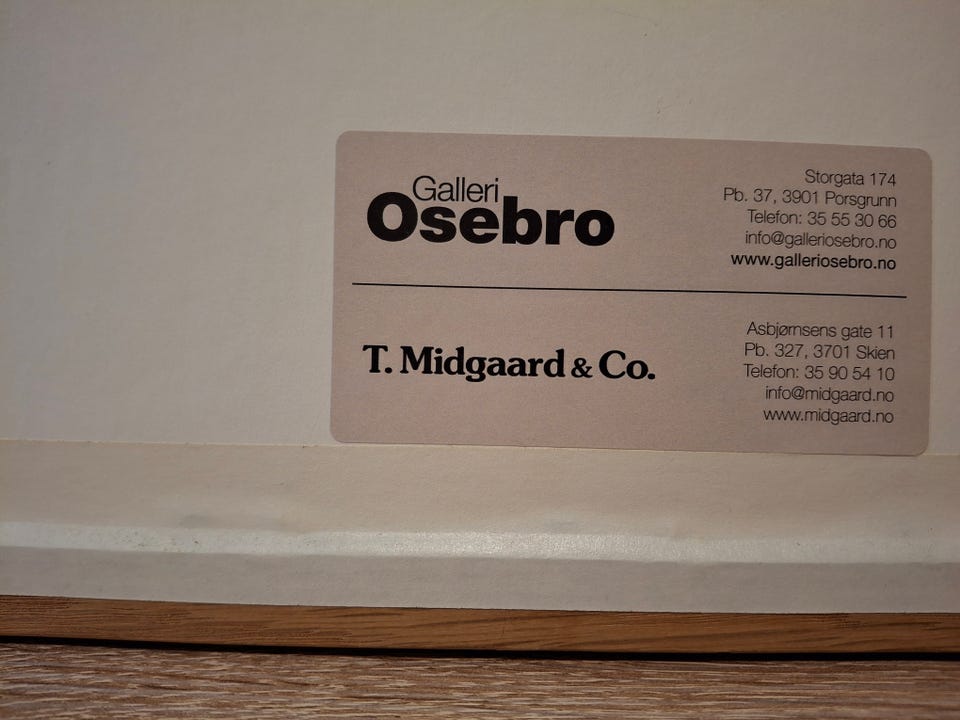 Galleri
Osebro
Storgata 174
Pb. 37, 3901 Porsgrunn
Telefon: 35 55 30 66
info@galleriosebro.no
www.galleriosebro.no
T. Midgaard & Co.
Asbjørnsens gate 11
Pb. 327, 3701 Skien
Telefon: 35 90 54 10
info@midgaard.no
www.midgaard.no